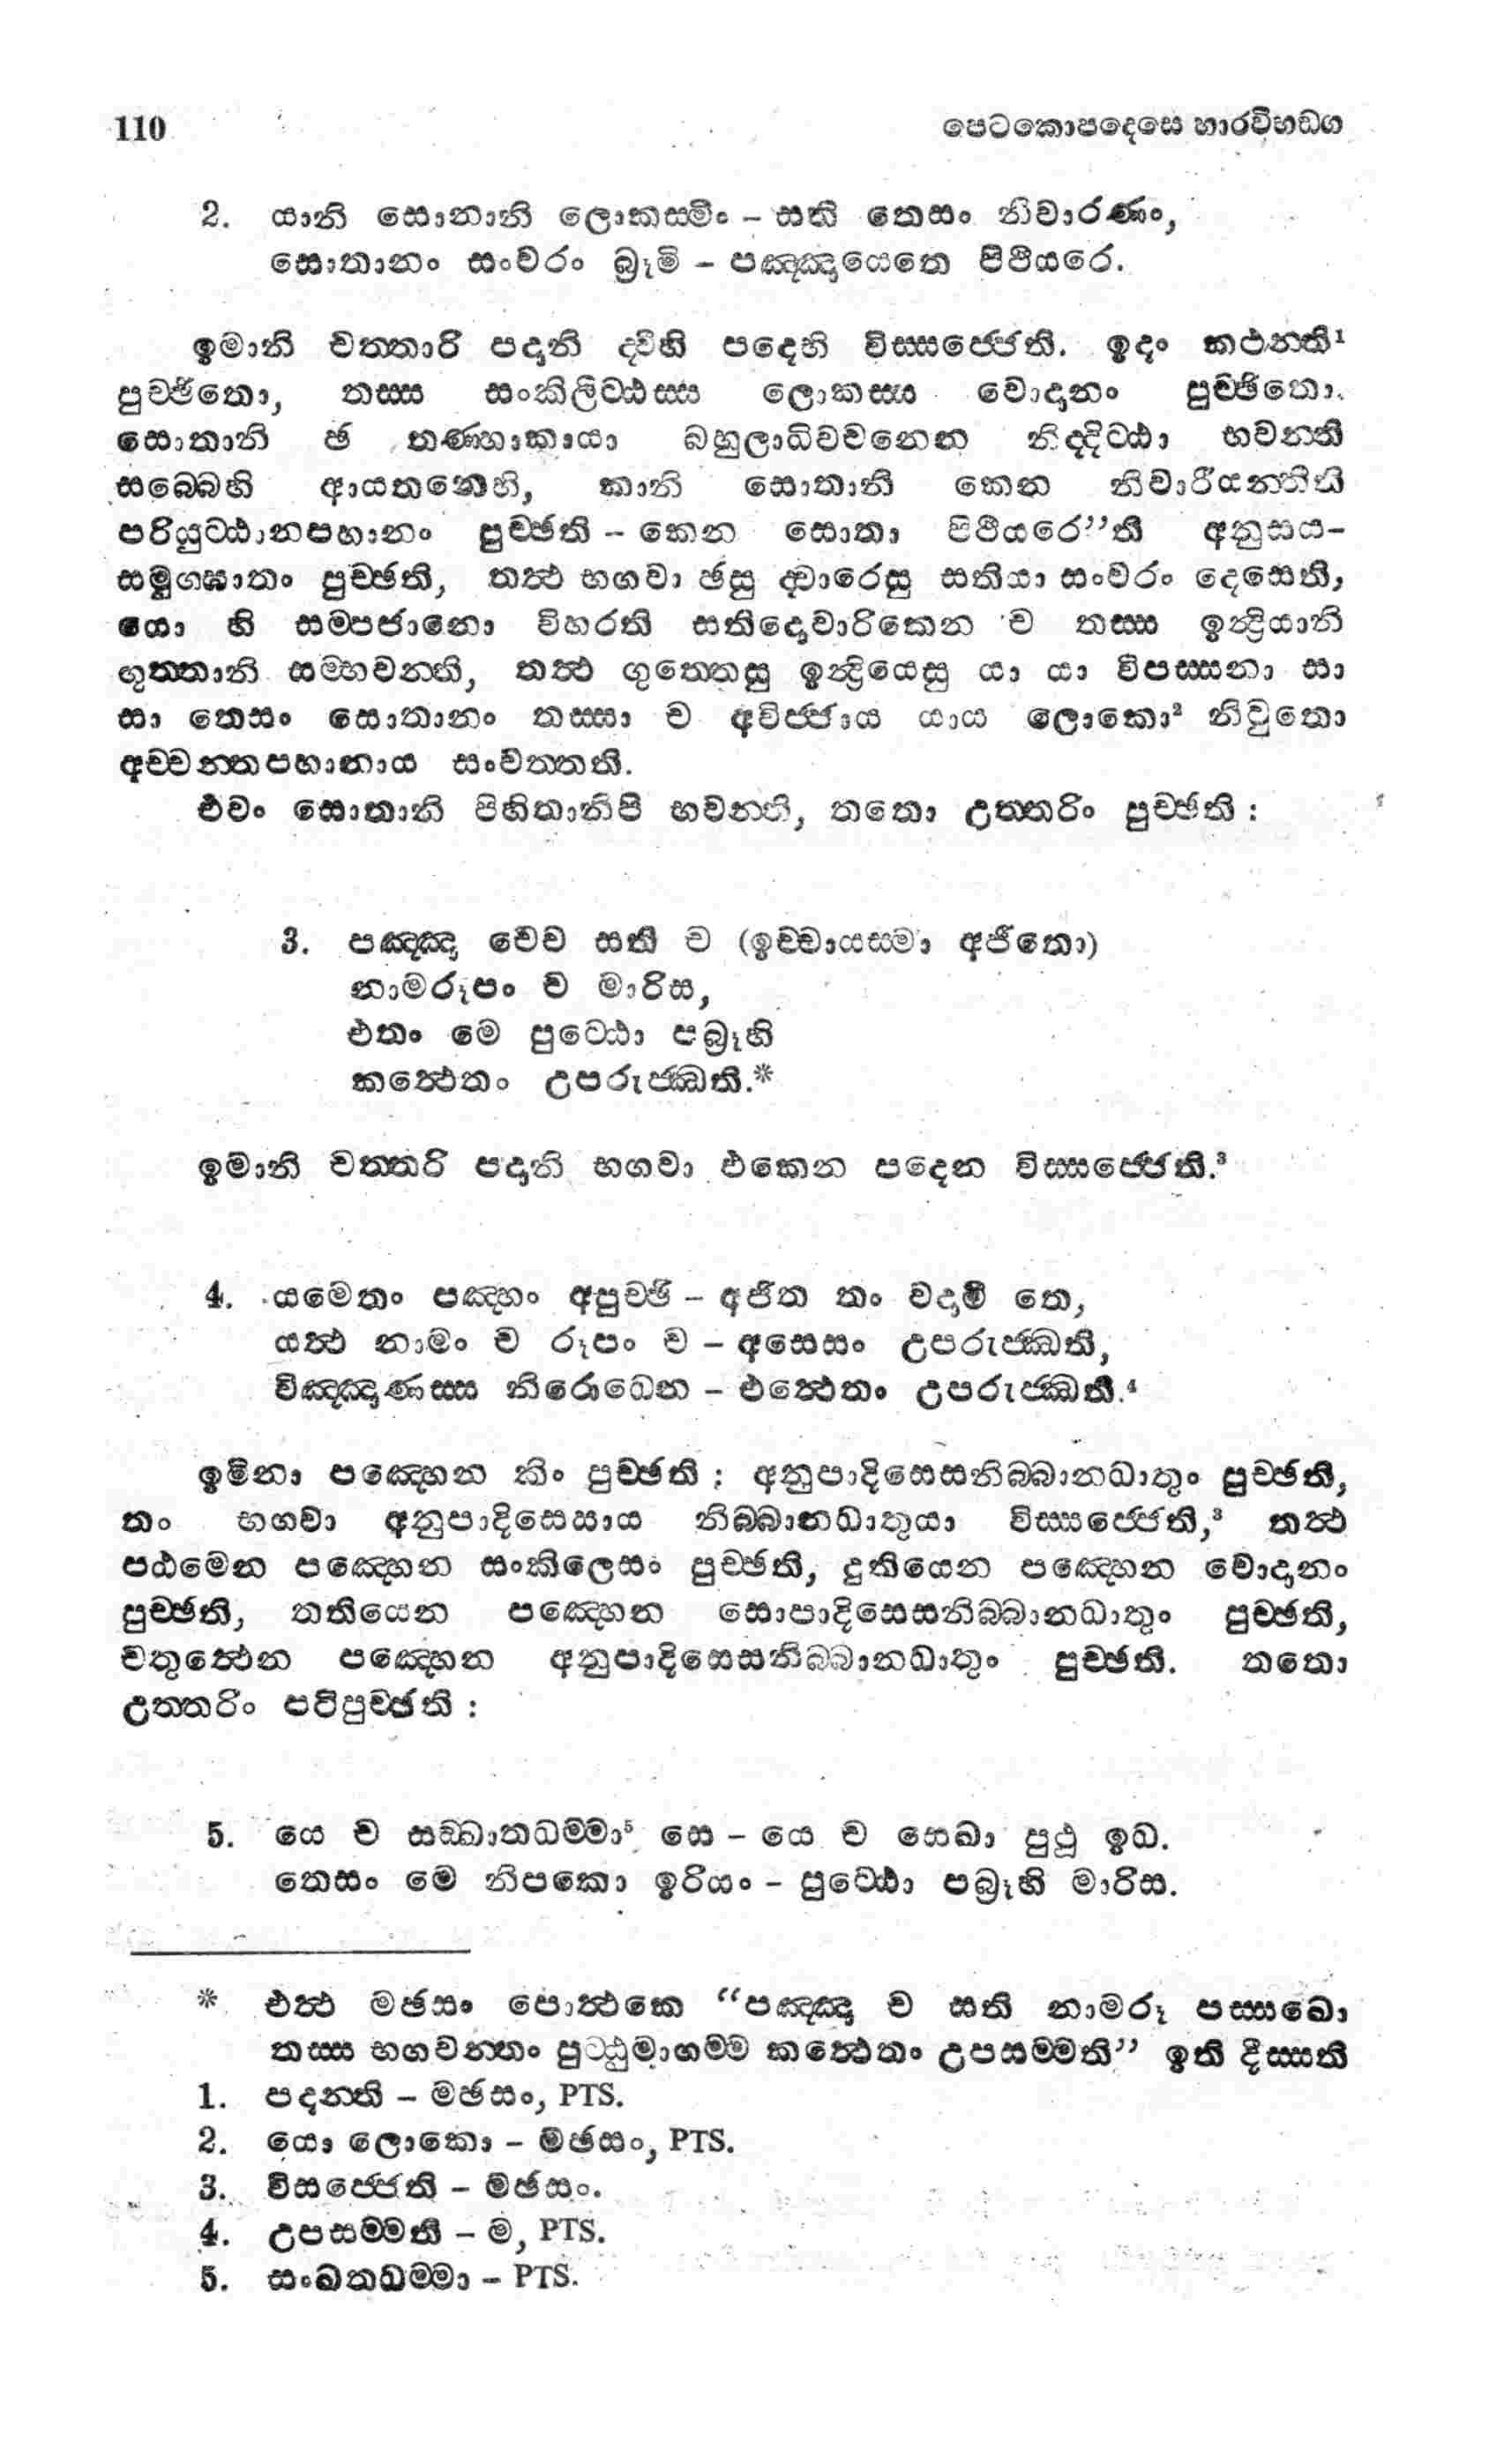 110 පෙටකොපදෙසෙ හාරවිභඞග
2. යානි සොතානි ලොකසමිං – සති තෙසං නිවාරණං,
සොතානං සංවරං බ්‍රූමි – පඤ්ඤායෙතෙ පිථීයරෙ.
ඉමානි චත්තාරි පදානි ද්වීහි පදෙහි විස්සජ්ජෙති. ඉදං කථන්ති¹
පුච්ඡිතො, තස්ස සංකිලිට්ඨස්ස ලොකස්ස වොදානං පුච්ඡිතො.
සොතානි ඡ තණ්හාකායා බහුලාධිවචනෙන නිද්දිට්ඨා භවන්ති
සබ්බෙහි ආයතනෙහි, කානි සොතානි කෙන නිවාරීයන්තීති
පරියුට්ඨානපහානං පුච්ඡති – කෙන සොතා පිථීයරෙ”ති අනුසය-
සමුග්ඝාතං පුච්ඡති, තත්‍ථ භගවා ඡසු ද්වාරෙසු සතියා සංවරං දෙසෙති,
යො හි සම්පජානො විහරති සතිදොවාරිකෙන ච තස්ස ඉන්‍ද්‍රියානි
ගුත්තානි සම්භවන්ති, තත්‍ථ ගුත්තෙසු ඉන්‍ද්‍රියෙසු යා යා විපස්සනා සා
සා තෙසං සොතානං තස්සා ච අවිජ්ජාය යාය ලොකො² නිවුතො
අච්චන්තපහානාය සංවත්තති.
එවං සොතානි පිහිතානිපි භවන්ති, තතො උත්තරිං පුච්ඡති :
3. පඤ්ඤා චෙව සති ච (ඉච්චායස්මා අජිතො)
නාමරූපං ච මාරිස,
එතං මෙ පුට්ඨො පබ්‍රූහි
කත්‍ථෙතං උපරුජ්ඣති.*
ඉමානි චත්තරි පදානි භගවා එකෙන පදෙන විස්සජ්ජෙති.³
4. යමෙතං පඤ්හං අපුච්ඡි – අජිත තං වදාමි තෙ,
යත්‍ථ නාමං ච රූපං ච – අසෙසං උපරුජ්ඣති,
විඤ්ඤාණස්ස නිරොධෙන – එත්‍ථෙතං උපරුජ්ඣති.⁴
ඉමිනා පඤ්හෙන කිං පුච්ඡති ; අනුපාදිසෙසනිබ්බානධාතුං පුච්ඡති,
තං භගවා අනුපාදිසෙසාය නිබ්බානධාතුයා විස්සජ්ජෙති,³ තත්‍ථ
පඨමෙන පඤ්හෙන සංකිලෙසං පුච්ඡති, දුතියෙන පඤ්හෙන වොදානං
පුච්ඡති, තතියෙන පඤ්හෙන සොපාදිසෙසනිබ්බානධාතුං පුච්ඡති,
චතුත්‍ථෙන පඤ්හෙන අනුපාදිසෙසනිබ්බානධාතුං පුච්ඡති. තතො
උත්තරිං පටිපුච්ඡති :
5. යෙ ච සඞ්ඛාතධම්මා⁵ සෙ – යෙ ච සෙඛා පුථූ ඉධ.
තෙසං මෙ නිපකො ඉරියං – පුට්ඨො පබ්‍රූහි මාරිස.
* එත්‍ථ මඡසං පොත්‍ථකෙ “පඤ්ඤා ච සති නාමරූ පස්සඛො
තස්ස භගවන්තං පුට්ඨුමාගම්ම කත්‍ථෙතං උපසම්මති” ඉති දිස්සති
1. පදන්ති – මඡසං, PTS.
2. යො ලොකො – මඡසං, PTS.
3. විසජ්ජෙති – මඡසං.
4. උපසම්මති – ම, PTS.
5. සංඛතධම්මා – PTS.